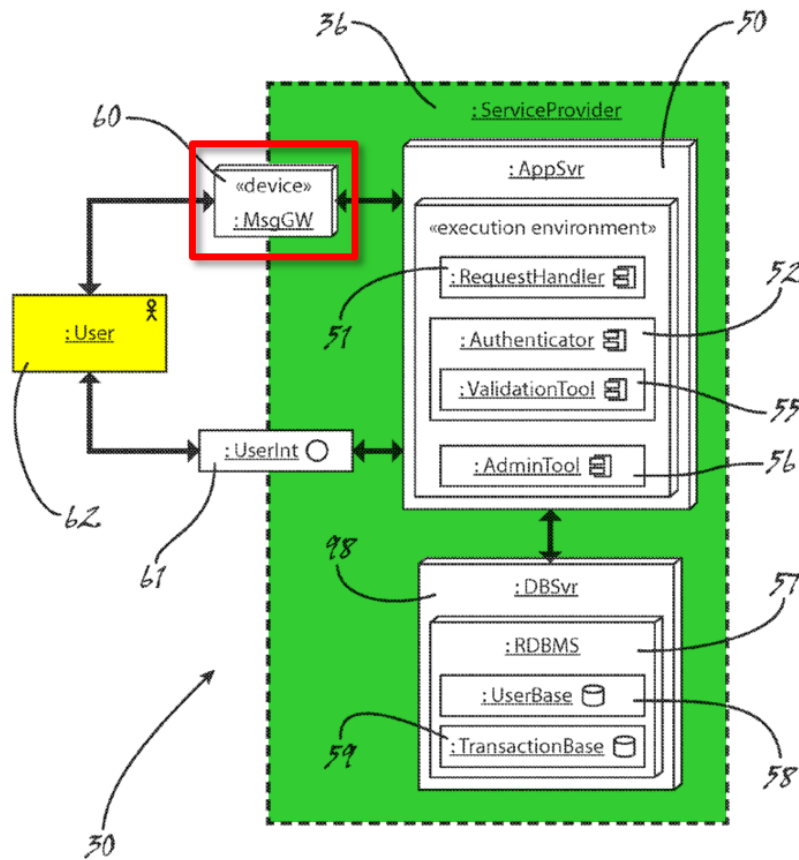 36
50
:ServiceProvider
60
«device»
:MsgGW
:AppSvr
«execution environment»
:RequestHandler
51
52
:Authenticator
:ValidationTool
55
:User
62
:UserInt
61
:AdminTool
56
98
:DBSvr
57
:RDBMS
:UserBase
58
59
:TransactionBase
30